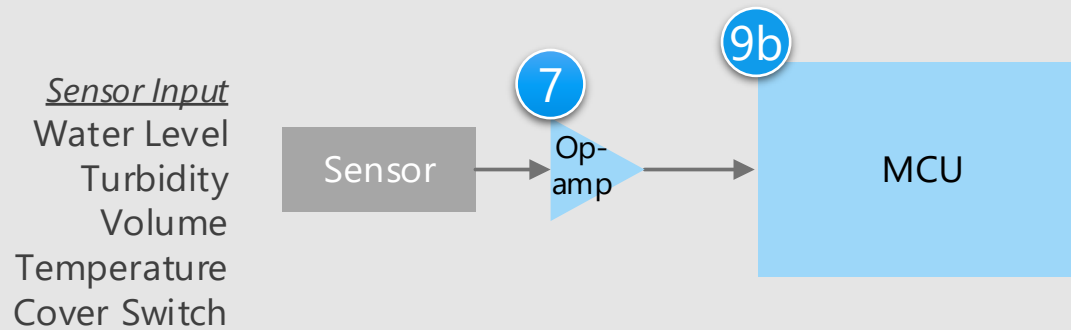 Sensor Input
Water Level
Turbidity
Volume
Temperature
Cover Switch
Sensor
7
Op-
amp
9b
MCU